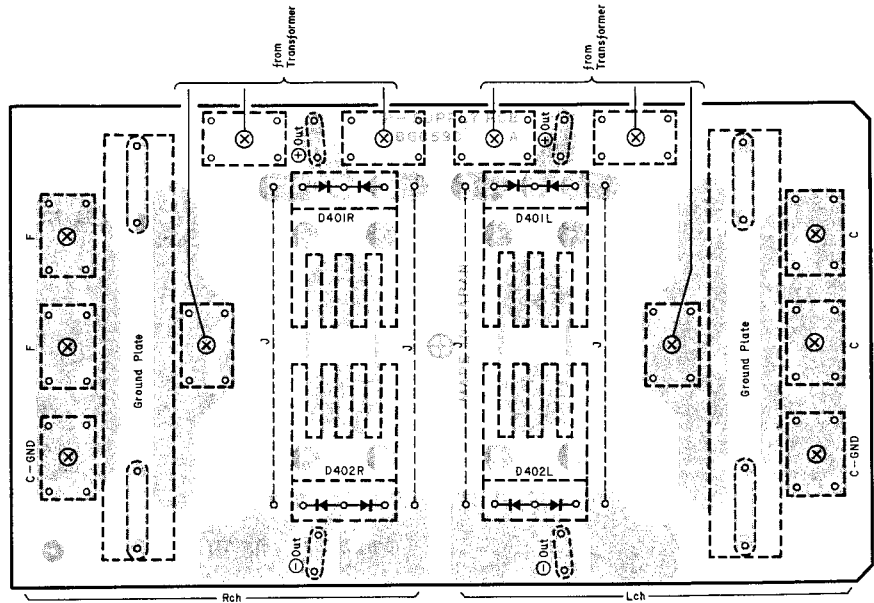 from
Transformer
from
Transformer
⊕ Out
⊕ Out
D401R
D401L
F
F
C-GND
Ground Plate
J
J
J
J
Ground Plate
C
C
C-GND
D402R
D402L
⊖ Out
⊖ Out
Rch
Lch